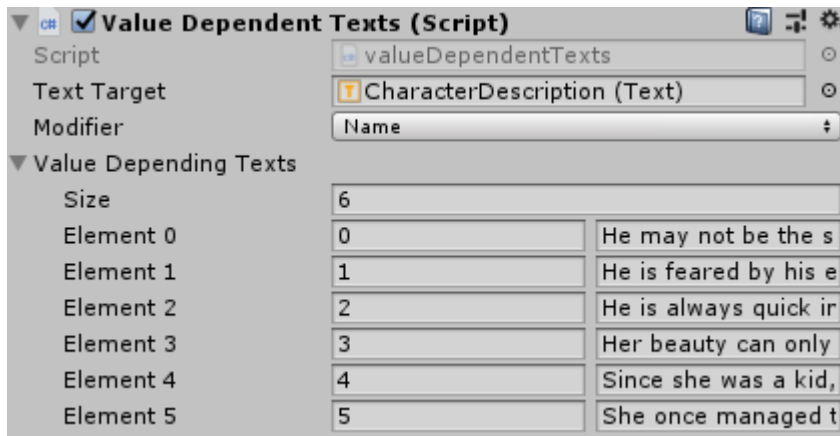 Value Dependent Texts (Script)
Script valueDependentTexts
Text Target CharacterDescription (Text)
Modifier Name
Value Depending Texts
Size 6
Element 0 0 He may not be the s
Element 1 1 He is feared by his e
Element 2 2 He is always quick ir
Element 3 3 Her beauty can only
Element 4 4 Since she was a kid,
Element 5 5 She once managed t